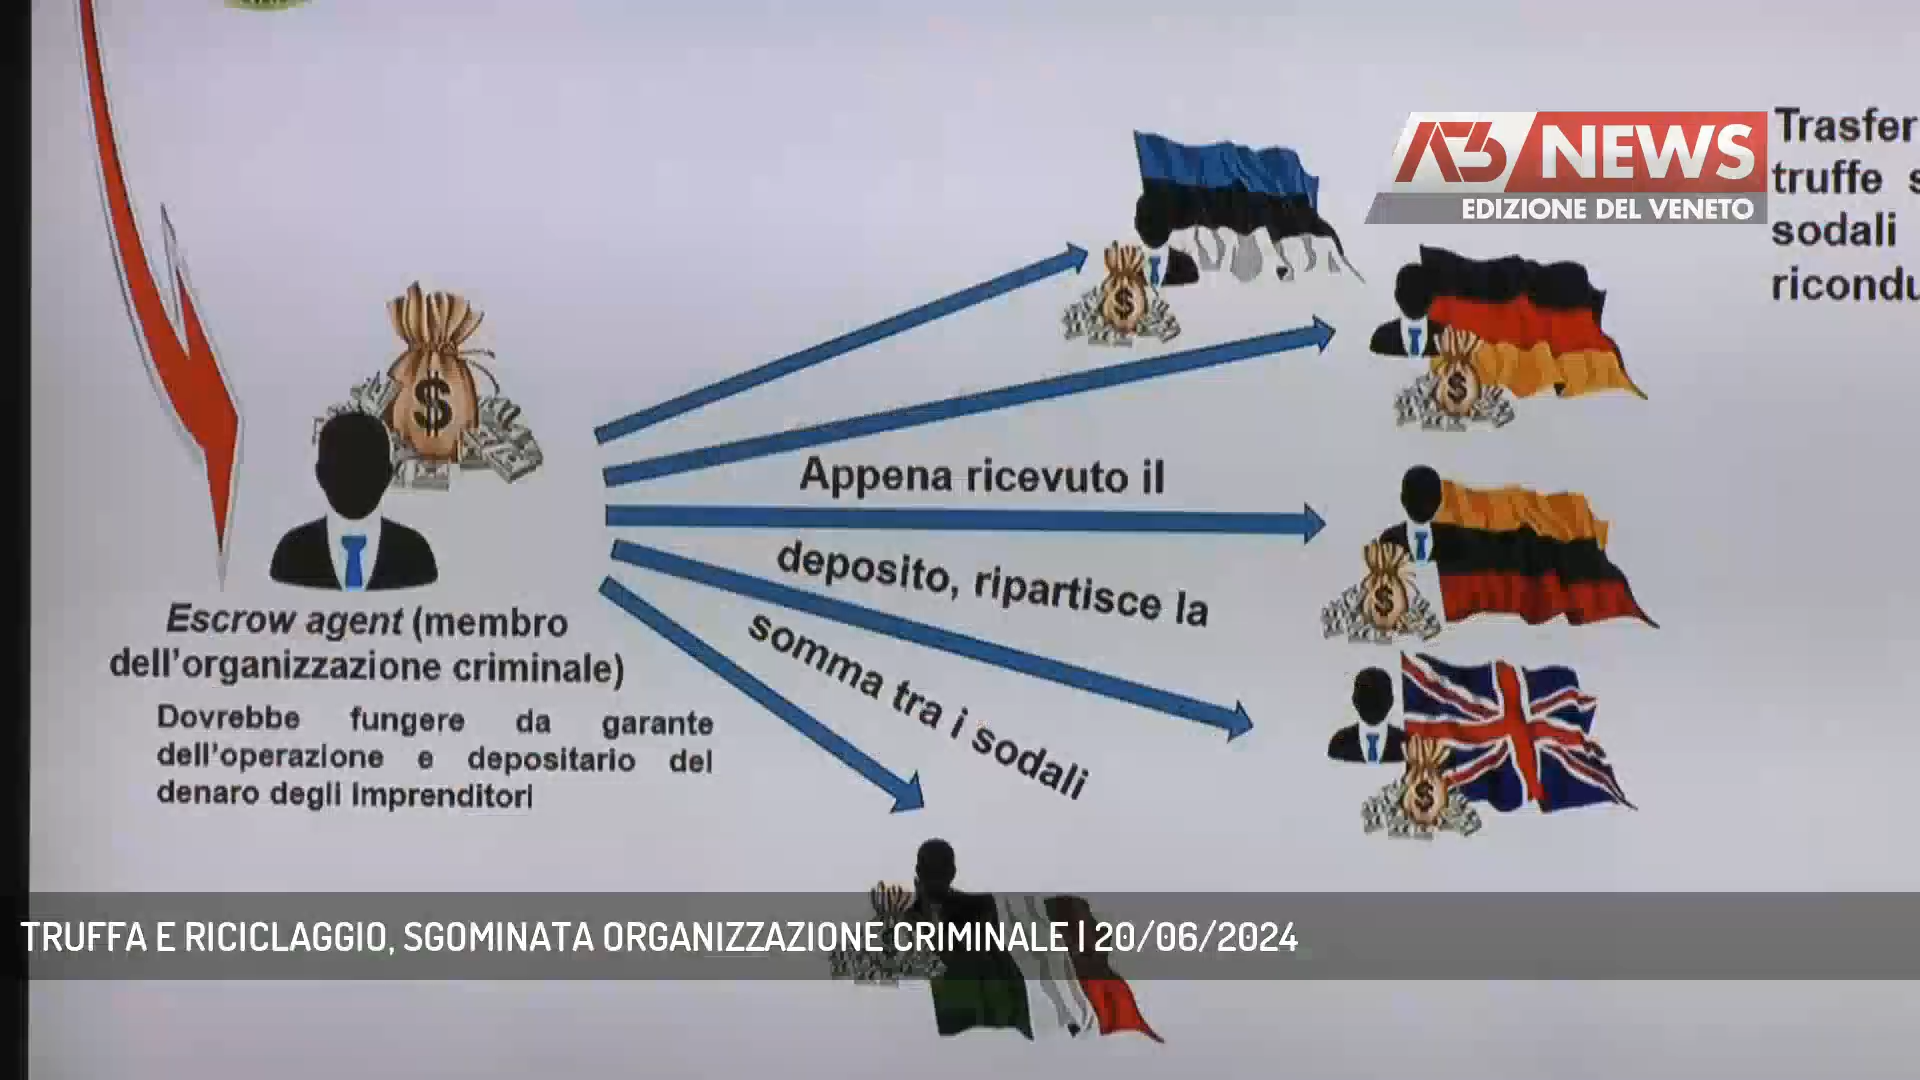 A3 NEWS
EDIZIONE DEL VENETO
Trasfer
truffe s
sodali
ricondu
$
$
$
$
$
Appena ricevuto il
deposito, ripartisce la
somma tra i sodali
Escrow agent (membro
dell'organizzazione criminale)
Dovrebbe fungere da garante
dell'operazione e depositario del
denaro degli Imprenditori
TRUFFA E RICICLAGGIO, SGOMINATA ORGANIZZAZIONE CRIMINALE | 20/06/2024